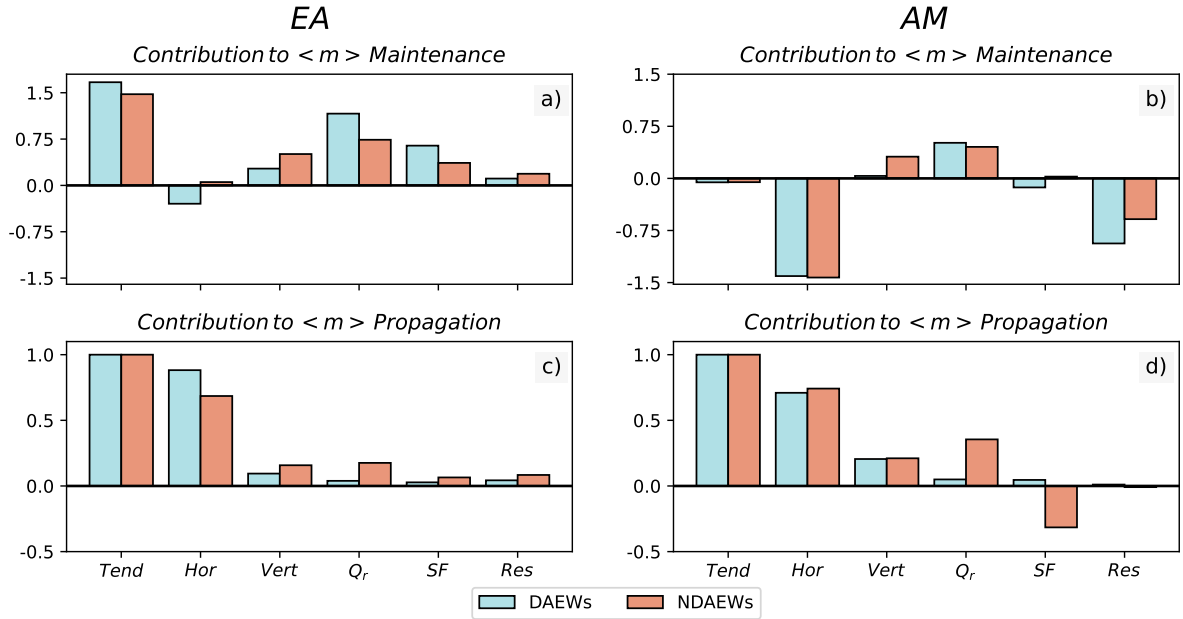 EA
AM
Contribution to < m > Maintenance
Contribution to < m > Maintenance
a)
1.5
0.75
0.0
-0.75
-1.5
b)
1.5
0.75
0.0
-0.75
-1.5
Contribution to < m > Propagation
Contribution to < m > Propagation
c)
1.0
0.5
0.0
-0.5
Tend Hor Vert Qr SF Res
d)
1.0
0.5
0.0
-0.5
Tend Hor Vert Qr SF Res
DAEWs NDAEWs